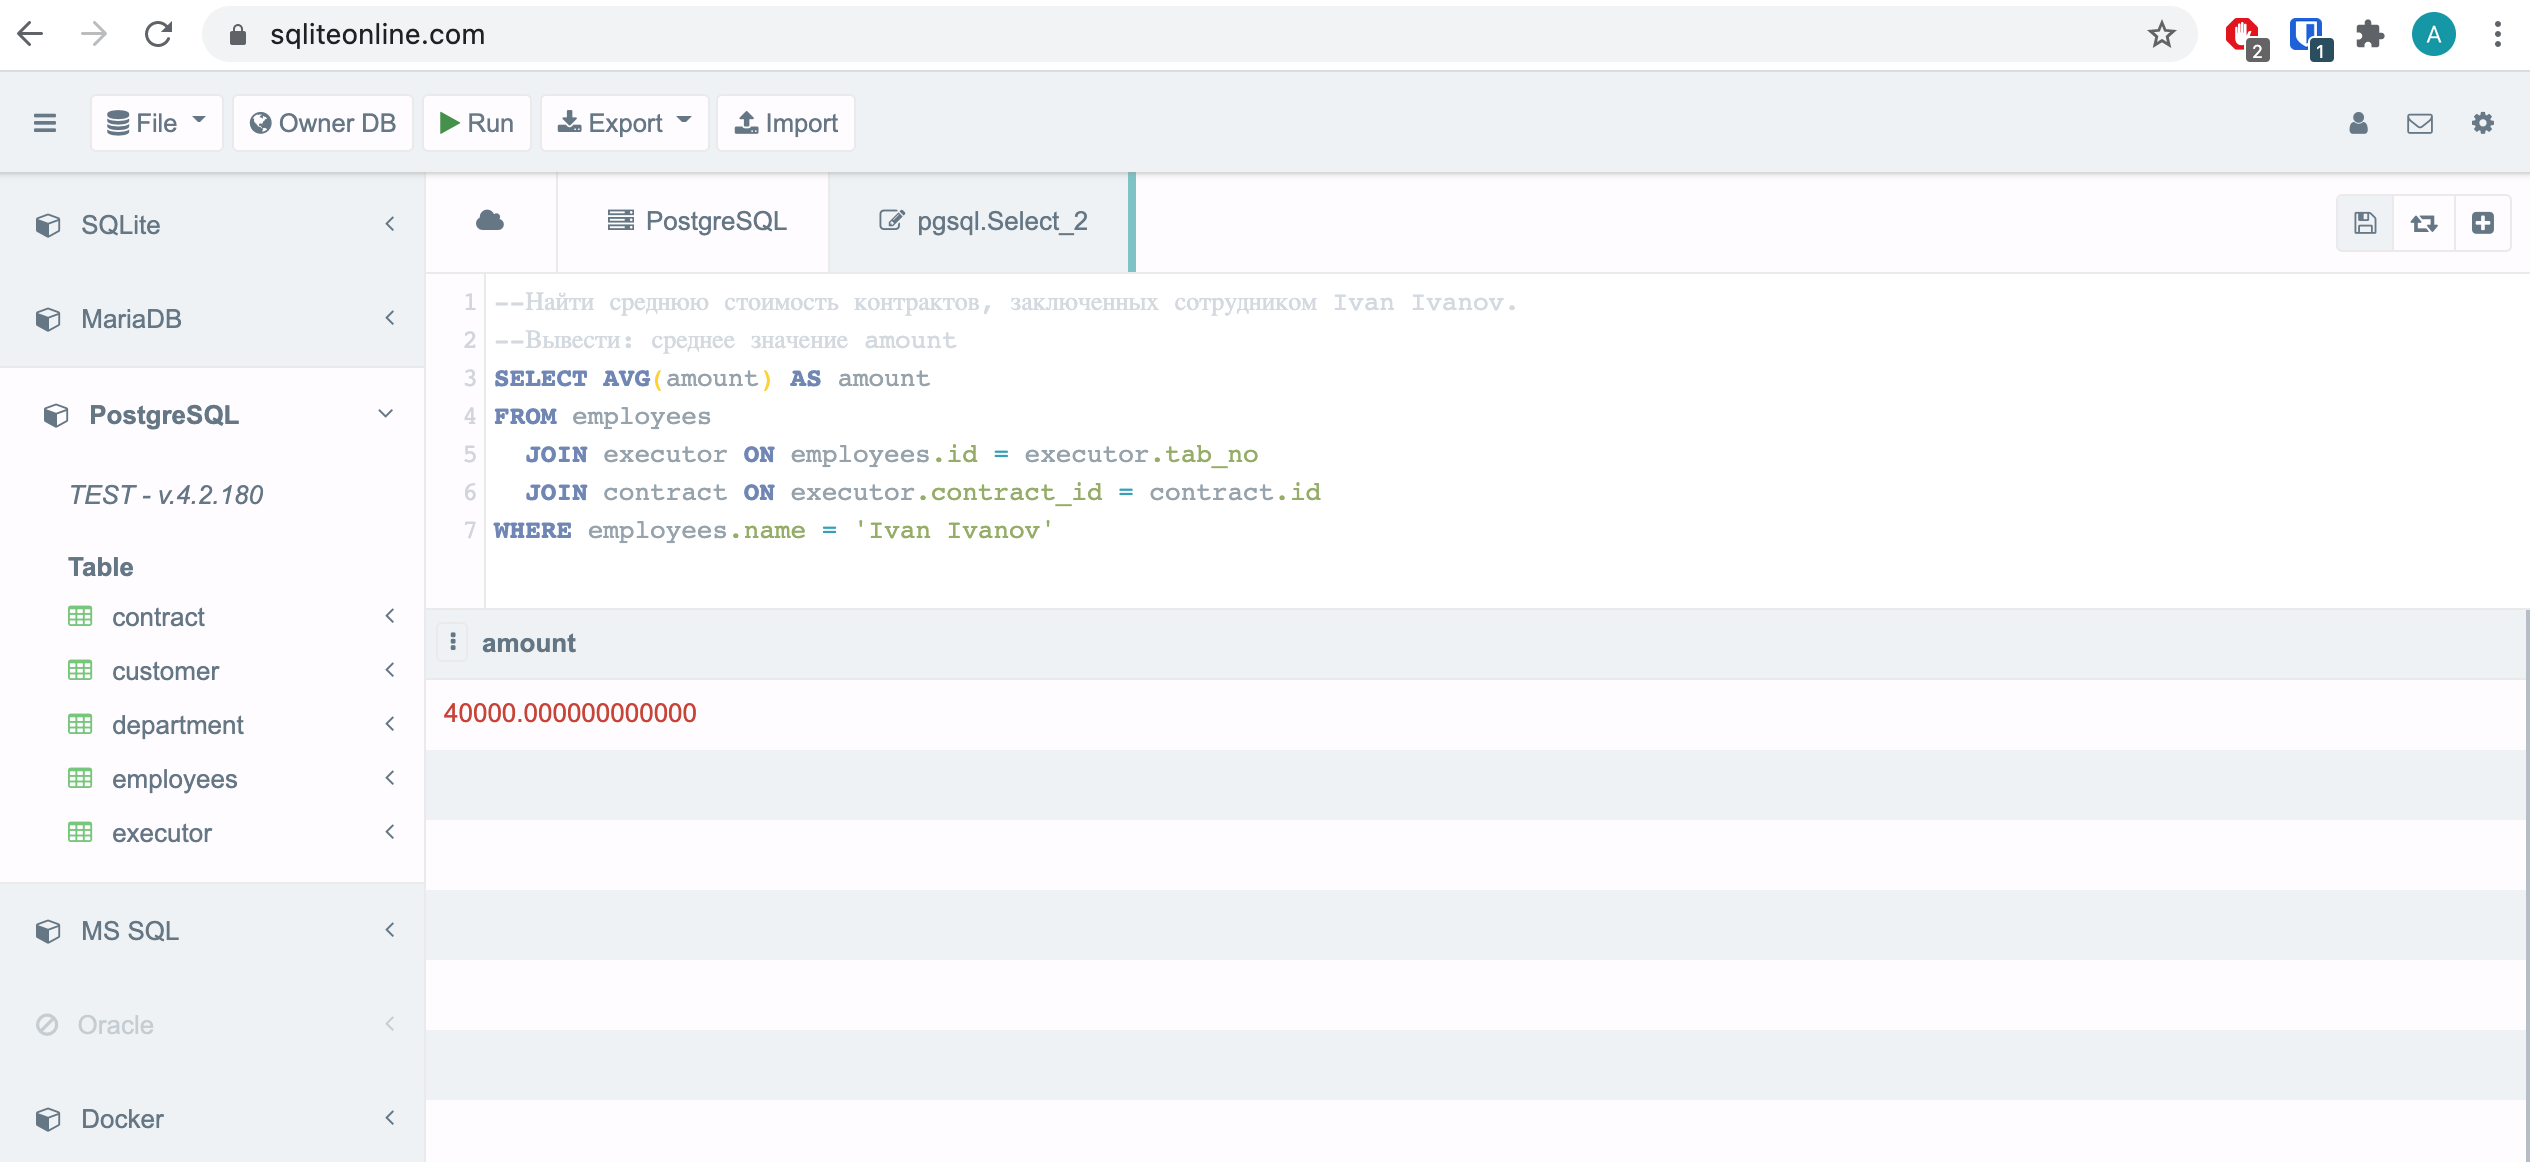 sqliteonline.com
2
1
A
File
Owner DB
Run
Export
Import
SQLite
MariaDB
PostgreSQL
TEST - v.4.2.180
Table
contract
customer
department
employees
executor
MS SQL
Oracle
Docker
PostgreSQL
pgsql.Select_2
1 --Найти среднюю стоимость контрактов, заключенных сотрудником Ivan Ivanov.
2 --Вывести: среднее значение amount
3 SELECT AVG(amount) AS amount
4 FROM employees
5 JOIN executor ON employees.id = executor.tab_no
6 JOIN contract ON executor.contract_id = contract.id
7 WHERE employees.name = 'Ivan Ivanov'
amount
40000.000000000000